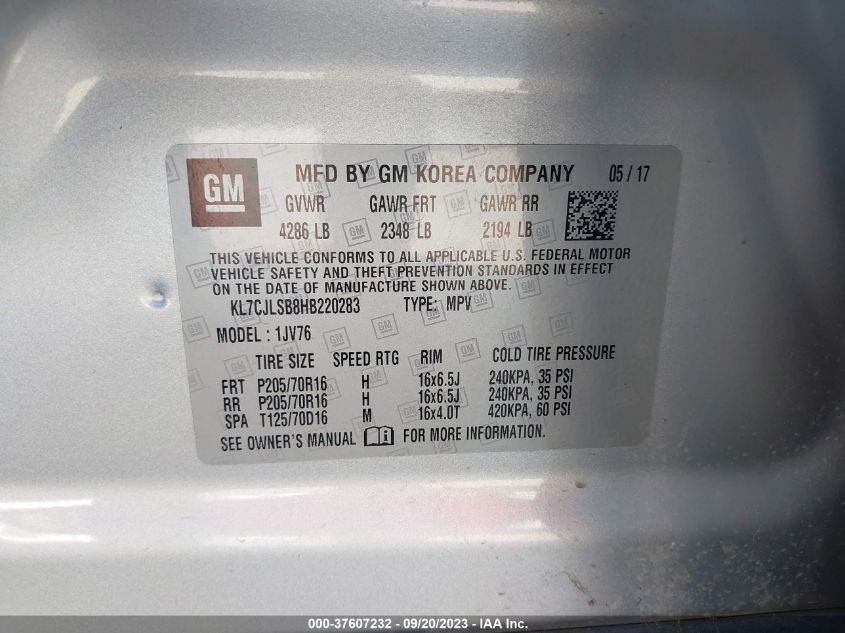 GM MFD BY GM KOREA COMPANY 05 / 17
GVWR GAWR FRT GAWR RR
4286 LB 2348 LB 2194 LB
THIS VEHICLE CONFORMS TO ALL APPLICABLE U.S. FEDERAL MOTOR
VEHICLE SAFETY AND THEFT PREVENTION STANDARDS IN EFFECT
ON THE DATE OF MANUFACTURE SHOWN ABOVE.
KL7CJLSB8HB220283 TYPE: MPV
MODEL : 1JV76
TIRE SIZE SPEED RTG RIM COLD TIRE PRESSURE
FRT P205/70R16 H 16x6.5J 240KPA, 35 PSI
RR P205/70R16 H 16x6.5J 240KPA, 35 PSI
SPA T125/70D16 M 16x4.0T 420KPA, 60 PSI
SEE OWNER'S MANUAL FOR MORE INFORMATION.
000-37607232 - 09/20/2023 - IAA Inc.